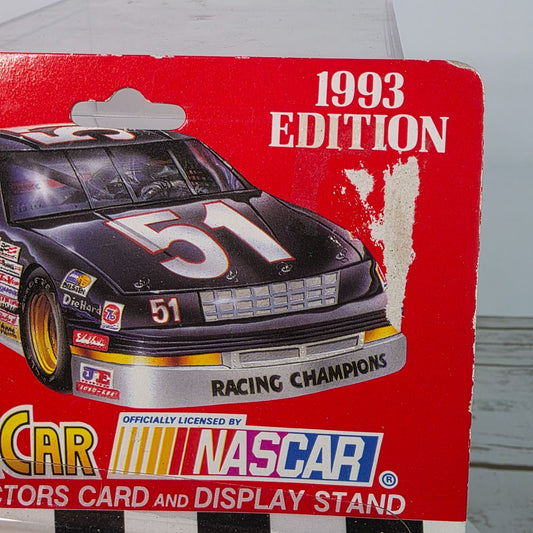 1993
EDITION
51
51
DieHard
76
RACING CHAMPIONS
CAR
OFFICIALLY LICENSED BY
NASCAR
®
CTORS CARD AND DISPLAY STAND